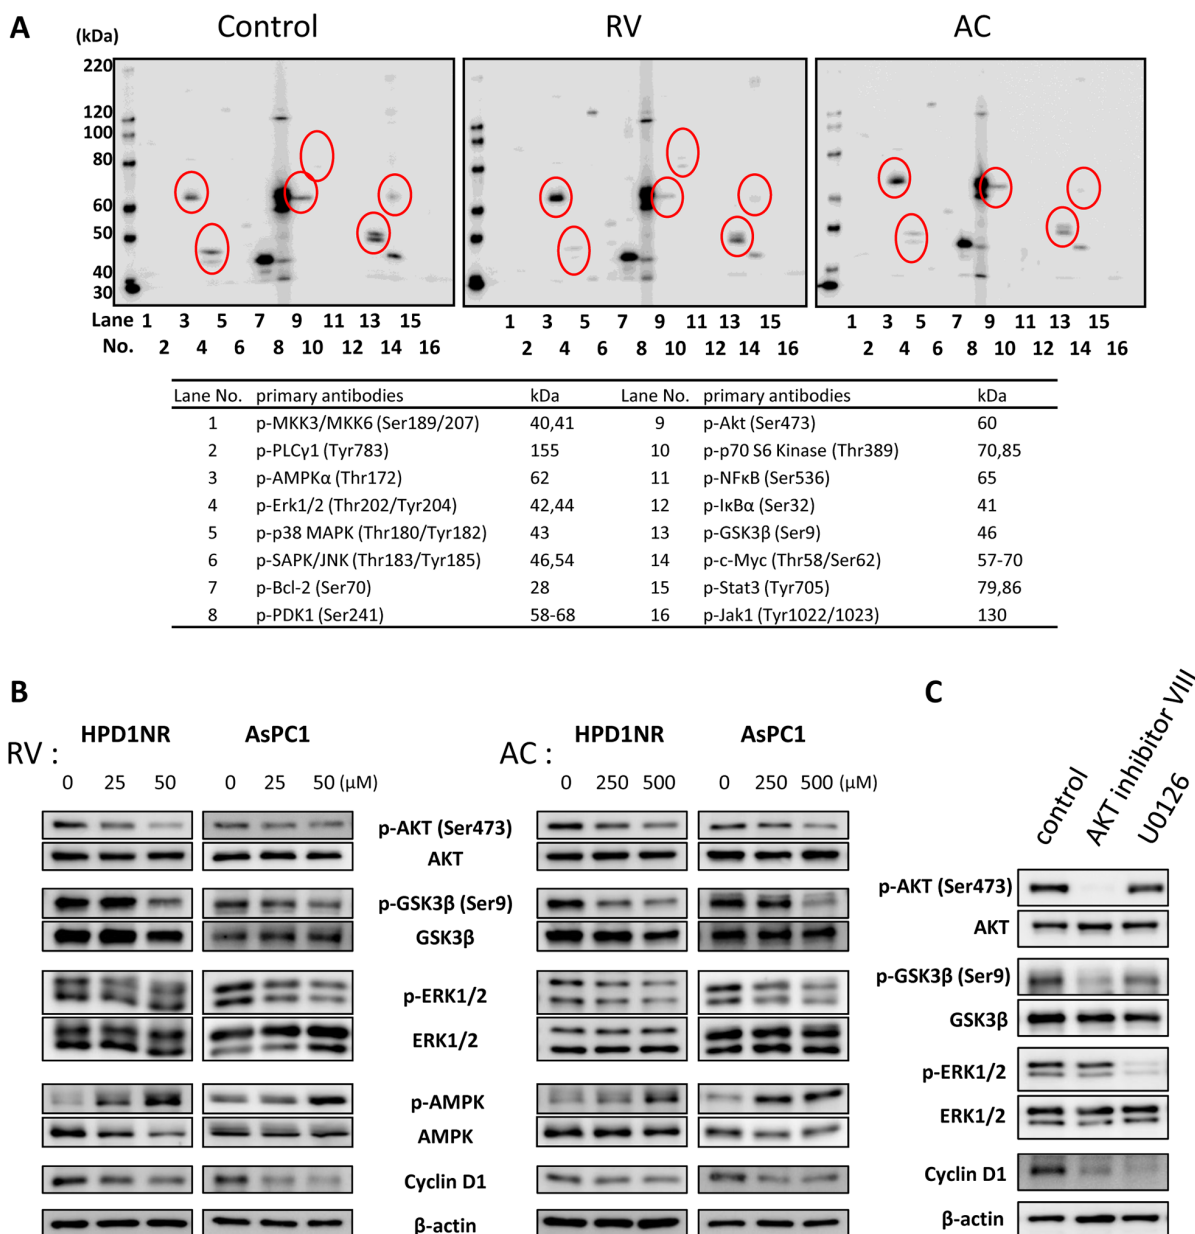 A
Control
RV
AC
(kDa)
220
120
100
80
60
50
40
30
Lane 1 3 5 7 9 11 13 15 1 3 5 7 9 11 13 15 1 3 5 7 9 11 13 15
No. 2 4 6 8 10 12 14 16 2 4 6 8 10 12 14 16 2 4 6 8 10 12 14 16
Lane No. primary antibodies kDa Lane No. primary antibodies kDa
1 p-MKK3/MKK6 (Ser189/207) 40,41 9 p-Akt (Ser473) 60
2 p-PLCγ1 (Tyr783) 155 10 p-p70 S6 Kinase (Thr389) 70,85
3 p-AMPKα (Thr172) 62 11 p-NFκB (Ser536) 65
4 p-Erk1/2 (Thr202/Tyr204) 42,44 12 p-IκBα (Ser32) 41
5 p-p38 MAPK (Thr180/Tyr182) 43 13 p-GSK3β (Ser9) 46
6 p-SAPK/JNK (Thr183/Tyr185) 46,54 14 p-c-Myc (Thr58/Ser62) 57-70
7 p-Bcl-2 (Ser70) 28 15 p-Stat3 (Tyr705) 79,86
8 p-PDK1 (Ser241) 58-68 16 p-Jak1 (Tyr1022/1023) 130
B
RV :
HPD1NR AsPC1
0 25 50 0 25 50 (μM)
AC :
HPD1NR AsPC1
0 250 500 0 250 500 (μM)
p-AKT (Ser473)
AKT
p-GSK3β (Ser9)
GSK3β
p-ERK1/2
ERK1/2
p-AMPK
AMPK
Cyclin D1
β-actin
C
control
AKT inhibitor VIII
U0126
p-AKT (Ser473)
AKT
p-GSK3β (Ser9)
GSK3β
p-ERK1/2
ERK1/2
Cyclin D1
β-actin